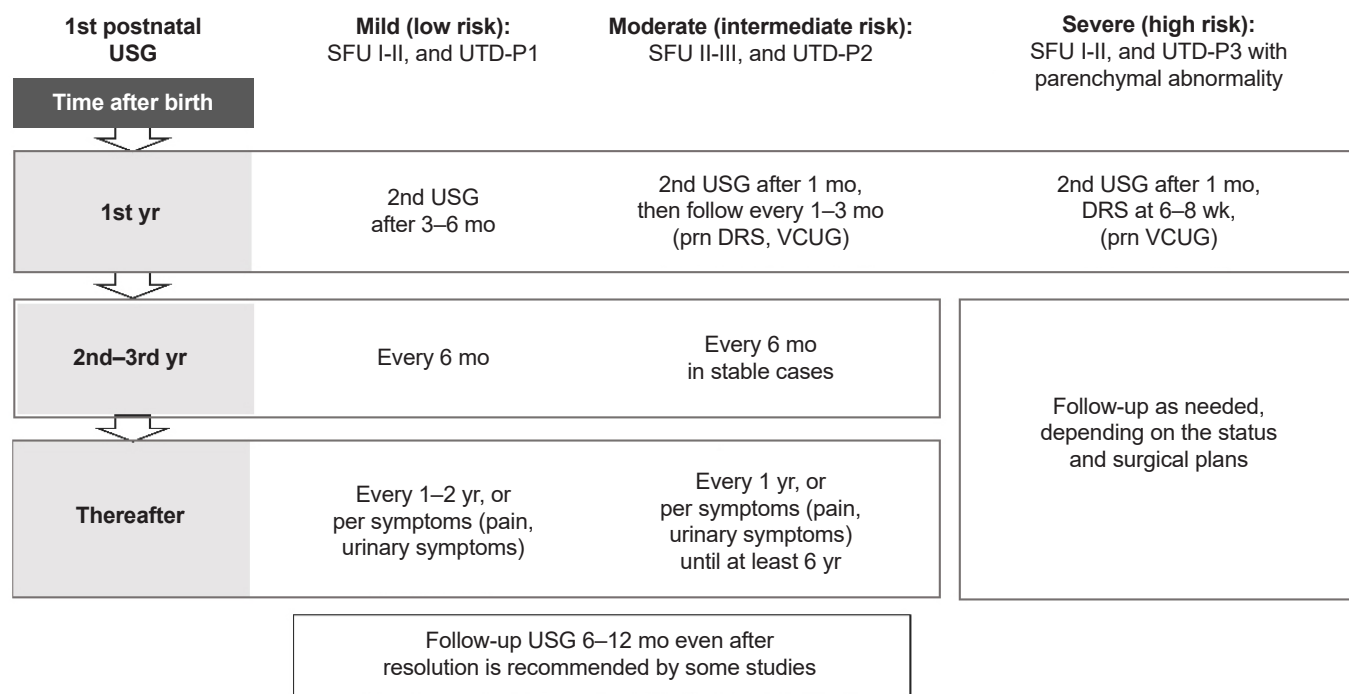 1st postnatal
USG
Mild (low risk):
SFU I-II, and UTD-P1
Moderate (intermediate risk):
SFU II-III, and UTD-P2
Severe (high risk):
SFU I-II, and UTD-P3 with
parenchymal abnormality
Time after birth
1st yr
2nd USG
after 3–6 mo
2nd USG after 1 mo,
then follow every 1–3 mo
(prn DRS, VCUG)
2nd USG after 1 mo,
DRS at 6–8 wk,
(prn VCUG)
2nd–3rd yr
Every 6 mo
Every 6 mo
in stable cases
Follow-up as needed,
depending on the status
and surgical plans
Thereafter
Every 1–2 yr, or
per symptoms (pain,
urinary symptoms)
Every 1 yr, or
per symptoms (pain,
urinary symptoms)
until at least 6 yr
Follow-up USG 6–12 mo even after
resolution is recommended by some studies